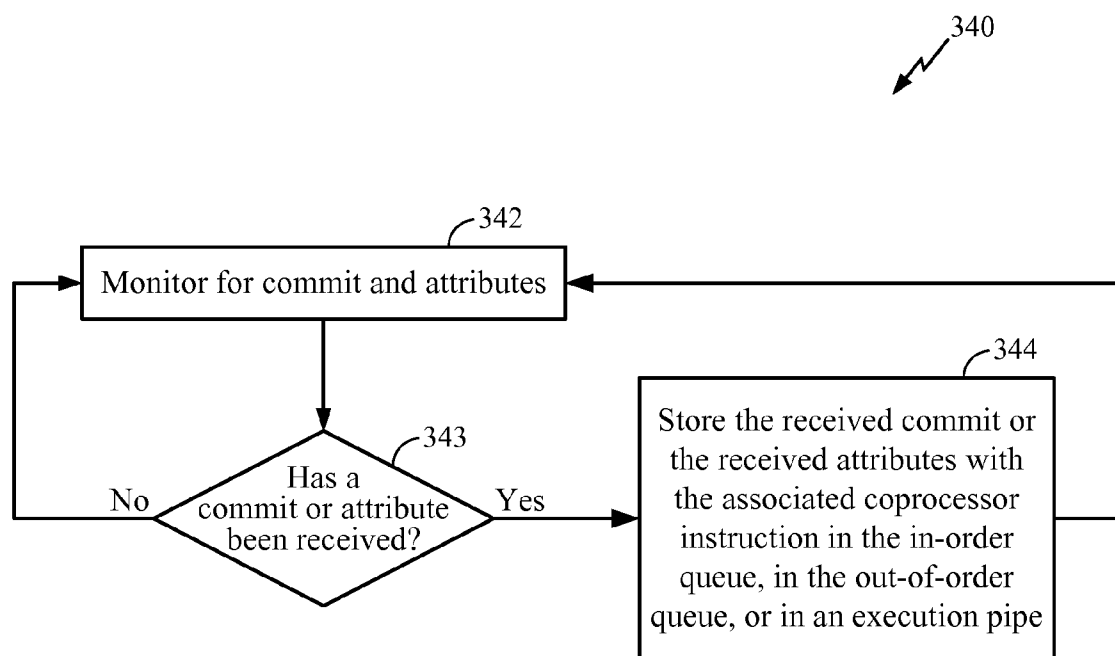 340
342
Monitor for commit and attributes
343
Has a
commit or attribute
been received?
No
Yes
344
Store the received commit or
the received attributes with
the associated coprocessor
instruction in the in-order
queue, in the out-of-order
queue, or in an execution pipe